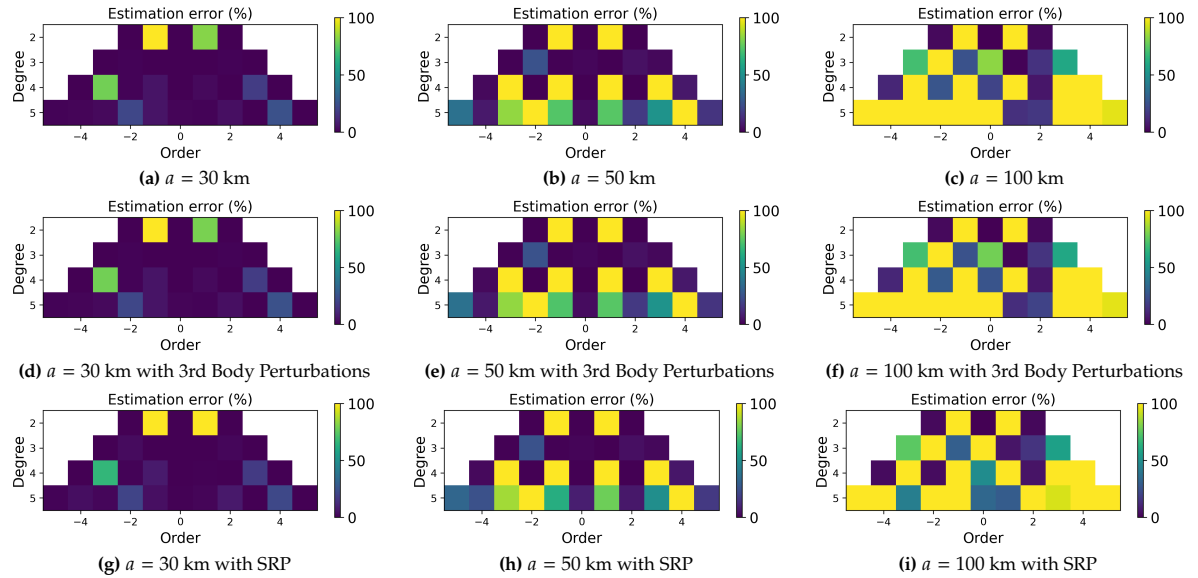 Estimation error (%)
Degree
2
3
4
5
−4 −2 0 2 4
Order
100
50
0
(a) a = 30 km
Estimation error (%)
Degree
2
3
4
5
−4 −2 0 2 4
Order
100
50
0
(b) a = 50 km
Estimation error (%)
Degree
2
3
4
5
−4 −2 0 2 4
Order
100
50
0
(c) a = 100 km
Estimation error (%)
Degree
2
3
4
5
−4 −2 0 2 4
Order
100
50
0
(d) a = 30 km with 3rd Body Perturbations
Estimation error (%)
Degree
2
3
4
5
−4 −2 0 2 4
Order
100
50
0
(e) a = 50 km with 3rd Body Perturbations
Estimation error (%)
Degree
2
3
4
5
−4 −2 0 2 4
Order
100
50
0
(f) a = 100 km with 3rd Body Perturbations
Estimation error (%)
Degree
2
3
4
5
−4 −2 0 2 4
Order
100
50
0
(g) a = 30 km with SRP
Estimation error (%)
Degree
2
3
4
5
−4 −2 0 2 4
Order
100
50
0
(h) a = 50 km with SRP
Estimation error (%)
Degree
2
3
4
5
−4 −2 0 2 4
Order
100
50
0
(i) a = 100 km with SRP